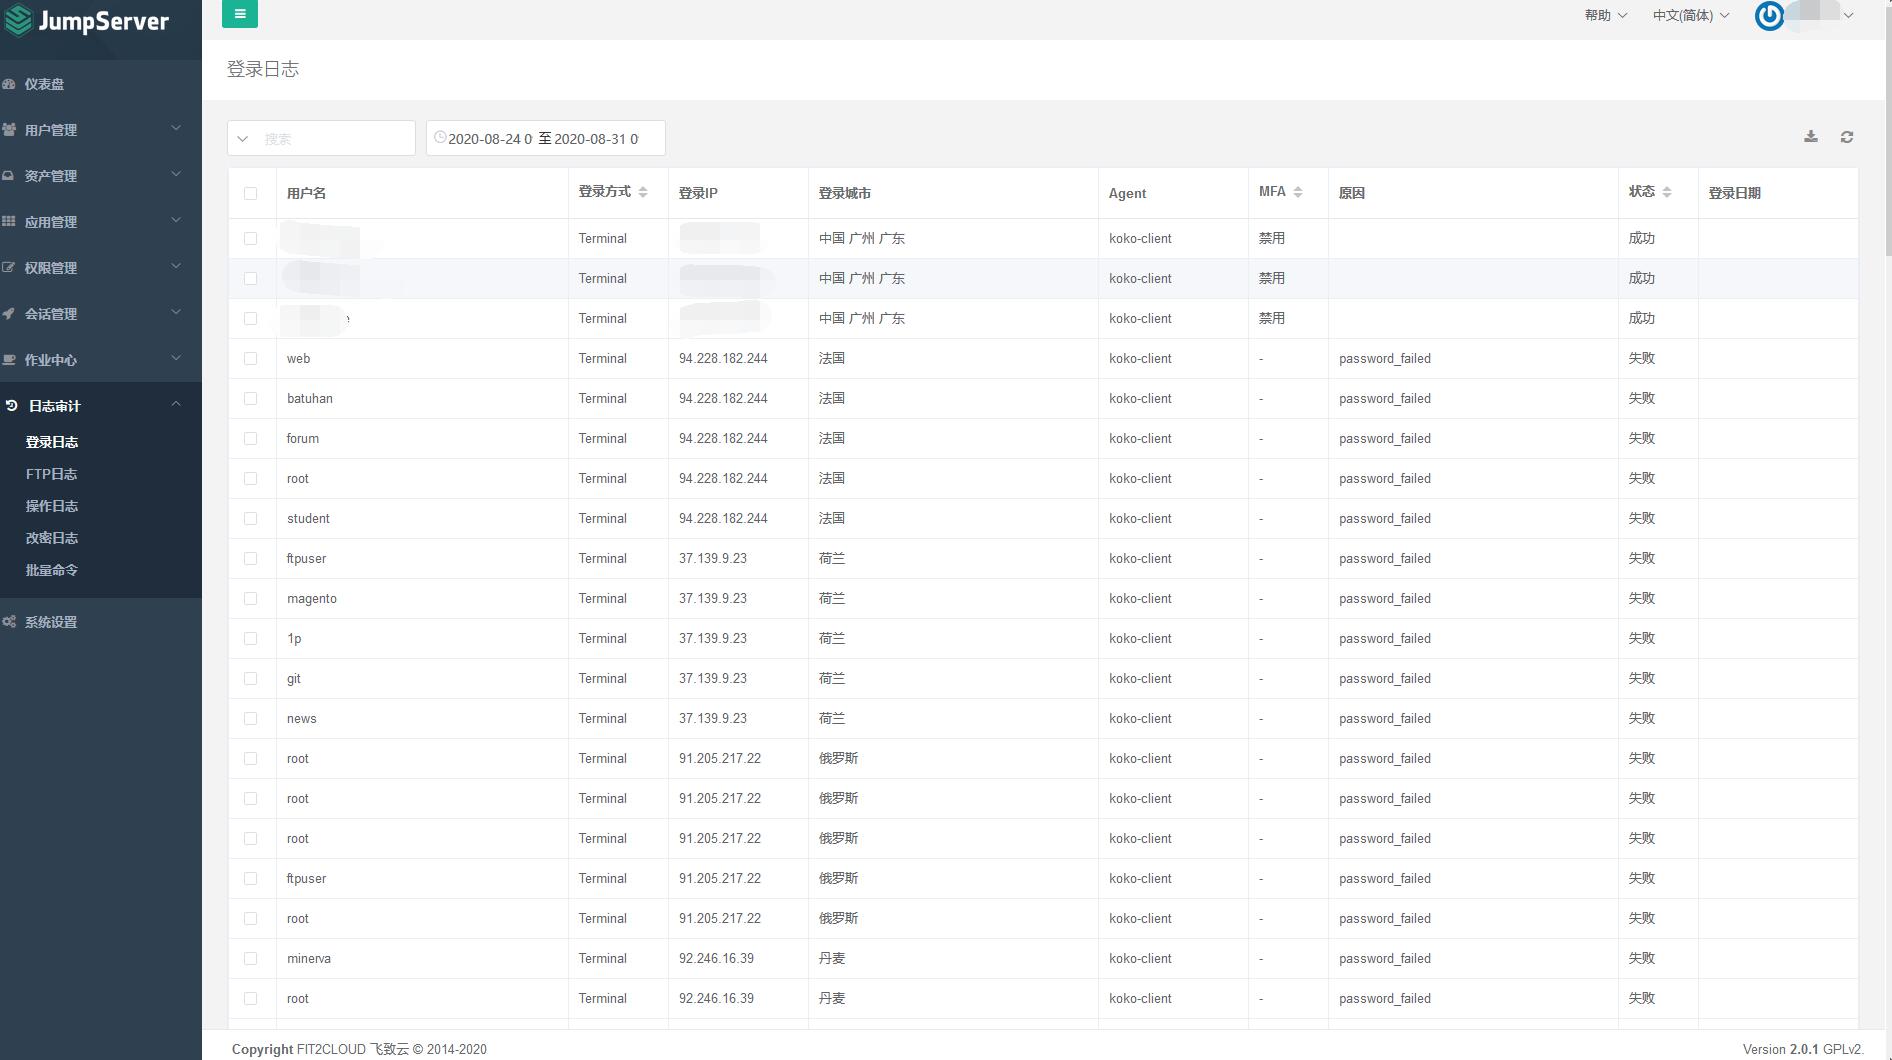 JumpServer
帮助
中文(简体)
仪表盘
用户管理
资产管理
应用管理
权限管理
会话管理
作业中心
日志审计
登录日志
FTP日志
操作日志
改密日志
批量命令
系统设置
登录日志
搜索 2020-08-24 0 至 2020-08-31 0
用户名 登录方式 登录IP 登录城市 Agent MFA 原因 状态 登录日期
Terminal 中国 广州 广东 koko-client 禁用 成功
Terminal 中国 广州 广东 koko-client 禁用 成功
e Terminal 中国 广州 广东 koko-client 禁用 成功
web Terminal 94.228.182.244 法国 koko-client - password_failed 失败
batuhan Terminal 94.228.182.244 法国 koko-client - password_failed 失败
forum Terminal 94.228.182.244 法国 koko-client - password_failed 失败
root Terminal 94.228.182.244 法国 koko-client - password_failed 失败
student Terminal 94.228.182.244 法国 koko-client - password_failed 失败
ftpuser Terminal 37.139.9.23 荷兰 koko-client - password_failed 失败
magento Terminal 37.139.9.23 荷兰 koko-client - password_failed 失败
1p Terminal 37.139.9.23 荷兰 koko-client - password_failed 失败
git Terminal 37.139.9.23 荷兰 koko-client - password_failed 失败
news Terminal 37.139.9.23 荷兰 koko-client - password_failed 失败
root Terminal 91.205.217.22 俄罗斯 koko-client - password_failed 失败
root Terminal 91.205.217.22 俄罗斯 koko-client - password_failed 失败
root Terminal 91.205.217.22 俄罗斯 koko-client - password_failed 失败
ftpuser Terminal 91.205.217.22 俄罗斯 koko-client - password_failed 失败
root Terminal 91.205.217.22 俄罗斯 koko-client - password_failed 失败
minerva Terminal 92.246.16.39 丹麦 koko-client - password_failed 失败
root Terminal 92.246.16.39 丹麦 koko-client - password_failed 失败
Copyright FIT2CLOUD 飞致云 © 2014-2020
Version 2.0.1 GPLv2.